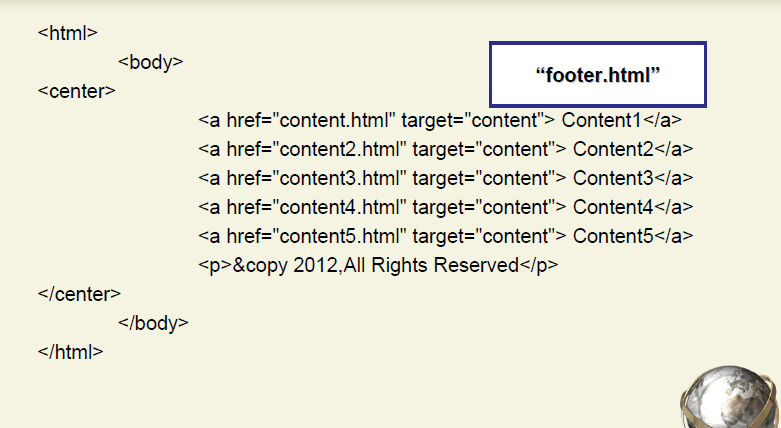 <html>
<body>
“footer.html”
<center>
<a href="content.html" target="content"> Content1</a>
<a href="content2.html" target="content"> Content2</a>
<a href="content3.html" target="content"> Content3</a>
<a href="content4.html" target="content"> Content4</a>
<a href="content5.html" target="content"> Content5</a>
<p>&copy 2012,All Rights Reserved</p>
</center>
</body>
</html>